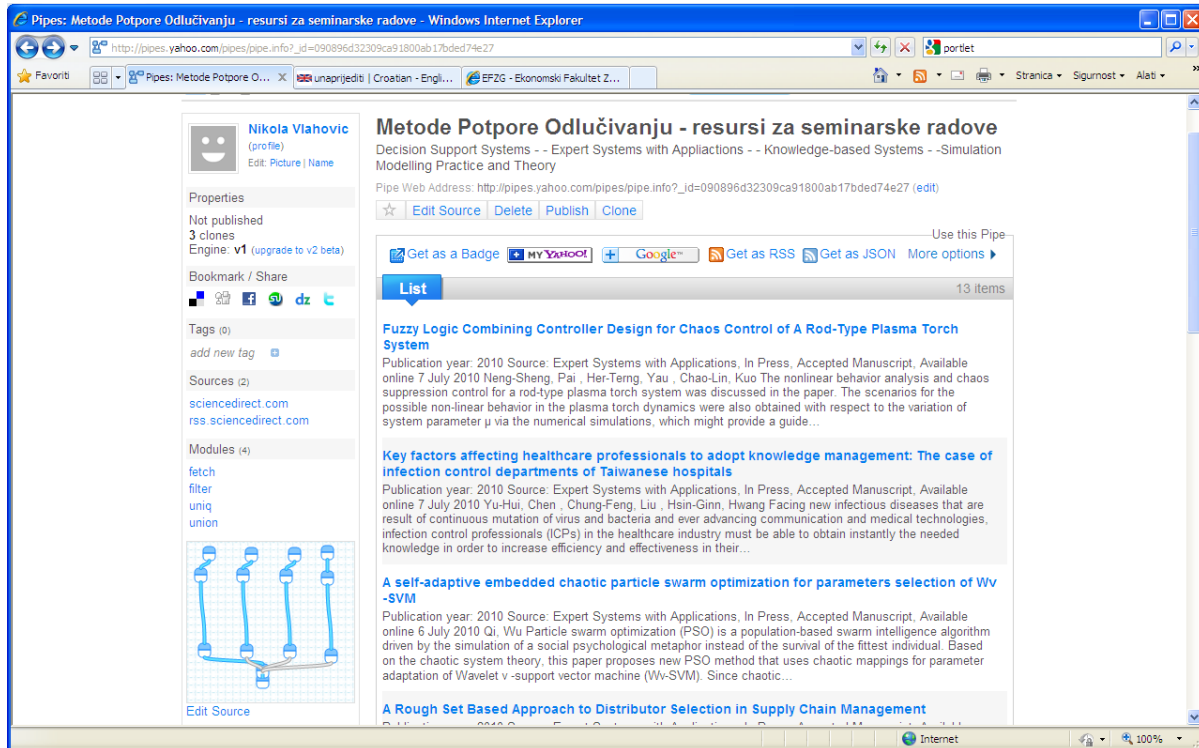 Pipes: Metode Potpore Odlučivanju - resursi za seminarske radove - Windows Internet Explorer
http://pipes.yahoo.com/pipes/pipe.info?_id=090896d32309ca91800ab17bded74e27
portlet
Favoriti
Pipes: Metode Potpore O...
unaprijediti | Croatian - Engli...
EFZG - Ekonomski Fakultet Z...
Stranica
Sigurnost
Alati
Nikola Vlahovic
(profile)
Edit: Picture | Name
Properties
Not published
3 clones
Engine: v1 (upgrade to v2 beta)
Bookmark / Share
Tags (0)
add new tag
Sources (2)
sciencedirect.com
rss.sciencedirect.com
Modules (4)
fetch
filter
uniq
union
Edit Source
Metode Potpore Odlučivanju - resursi za seminarske radove
Decision Support Systems - - Expert Systems with Appliactions - - Knowledge-based Systems - -Simulation
Modelling Practice and Theory
Pipe Web Address: http://pipes.yahoo.com/pipes/pipe.info?_id=090896d32309ca91800ab17bded74e27 (edit)
Edit Source Delete Publish Clone
Use this Pipe
Get as a Badge MY YAHOO! Google™ Get as RSS Get as JSON More options
List
13 items
Fuzzy Logic Combining Controller Design for Chaos Control of A Rod-Type Plasma Torch
System
Publication year: 2010 Source: Expert Systems with Applications, In Press, Accepted Manuscript, Available
online 7 July 2010 Neng-Sheng, Pai , Her-Terng, Yau , Chao-Lin, Kuo The nonlinear behavior analysis and chaos
suppression control for a rod-type plasma torch system was discussed in the paper. The scenarios for the
possible non-linear behavior in the plasma torch dynamics were also obtained with respect to the variation of
system parameter µ via the numerical simulations, which might provide a guide...
Key factors affecting healthcare professionals to adopt knowledge management: The case of
infection control departments of Taiwanese hospitals
Publication year: 2010 Source: Expert Systems with Applications, In Press, Accepted Manuscript, Available
online 7 July 2010 Yu-Hui, Chen , Chung-Feng, Liu , Hsin-Ginn, Hwang Facing new infectious diseases that are
result of continuous mutation of virus and bacteria and ever advancing communication and medical technologies,
infection control professionals (ICPs) in the healthcare industry must be able to obtain instantly the needed
knowledge in order to increase efficiency and effectiveness in their...
A self-adaptive embedded chaotic particle swarm optimization for parameters selection of Wv
-SVM
Publication year: 2010 Source: Expert Systems with Applications, In Press, Accepted Manuscript, Available
online 6 July 2010 Qi, Wu Particle swarm optimization (PSO) is a population-based swarm intelligence algorithm
driven by the simulation of a social psychological metaphor instead of the survival of the fittest individual. Based
on the chaotic system theory, this paper proposes new PSO method that uses chaotic mappings for parameter
adaptation of Wavelet v -support vector machine (Wv-SVM). Since chaotic...
A Rough Set Based Approach to Distributor Selection in Supply Chain Management
Internet
100%